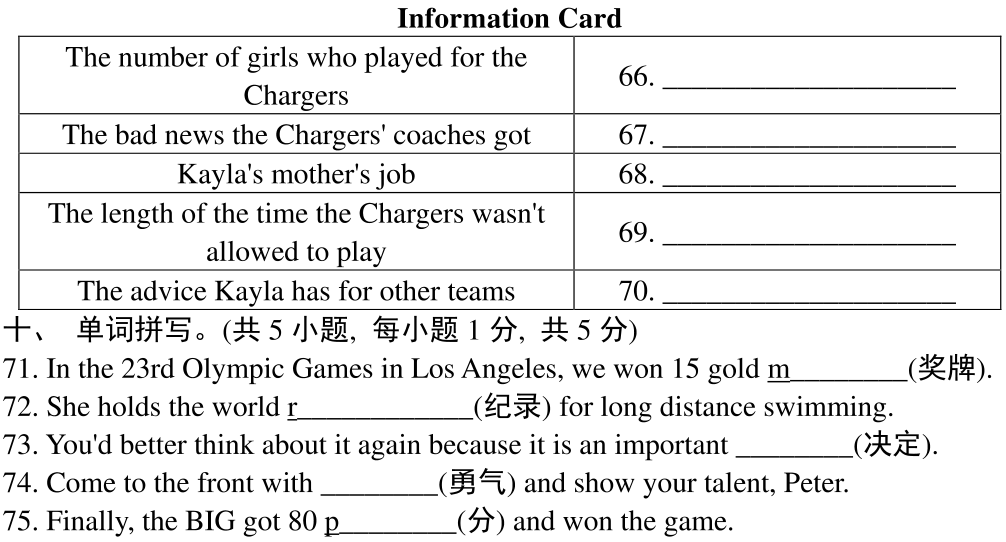 Information Card
The number of girls who played for the
Chargers
66. ____________________
The bad news the Chargers' coaches got
67. ____________________
Kayla's mother's job
68. ____________________
The length of the time the Chargers wasn't
allowed to play
69. ____________________
The advice Kayla has for other teams
70. ____________________
十、 单词拼写。(共 5 小题, 每小题 1 分, 共 5 分)
71. In the 23rd Olympic Games in Los Angeles, we won 15 gold m________(奖牌).
72. She holds the world r____________(纪录) for long distance swimming.
73. You'd better think about it again because it is an important ________(决定).
74. Come to the front with ________(勇气) and show your talent, Peter.
75. Finally, the BIG got 80 p________(分) and won the game.